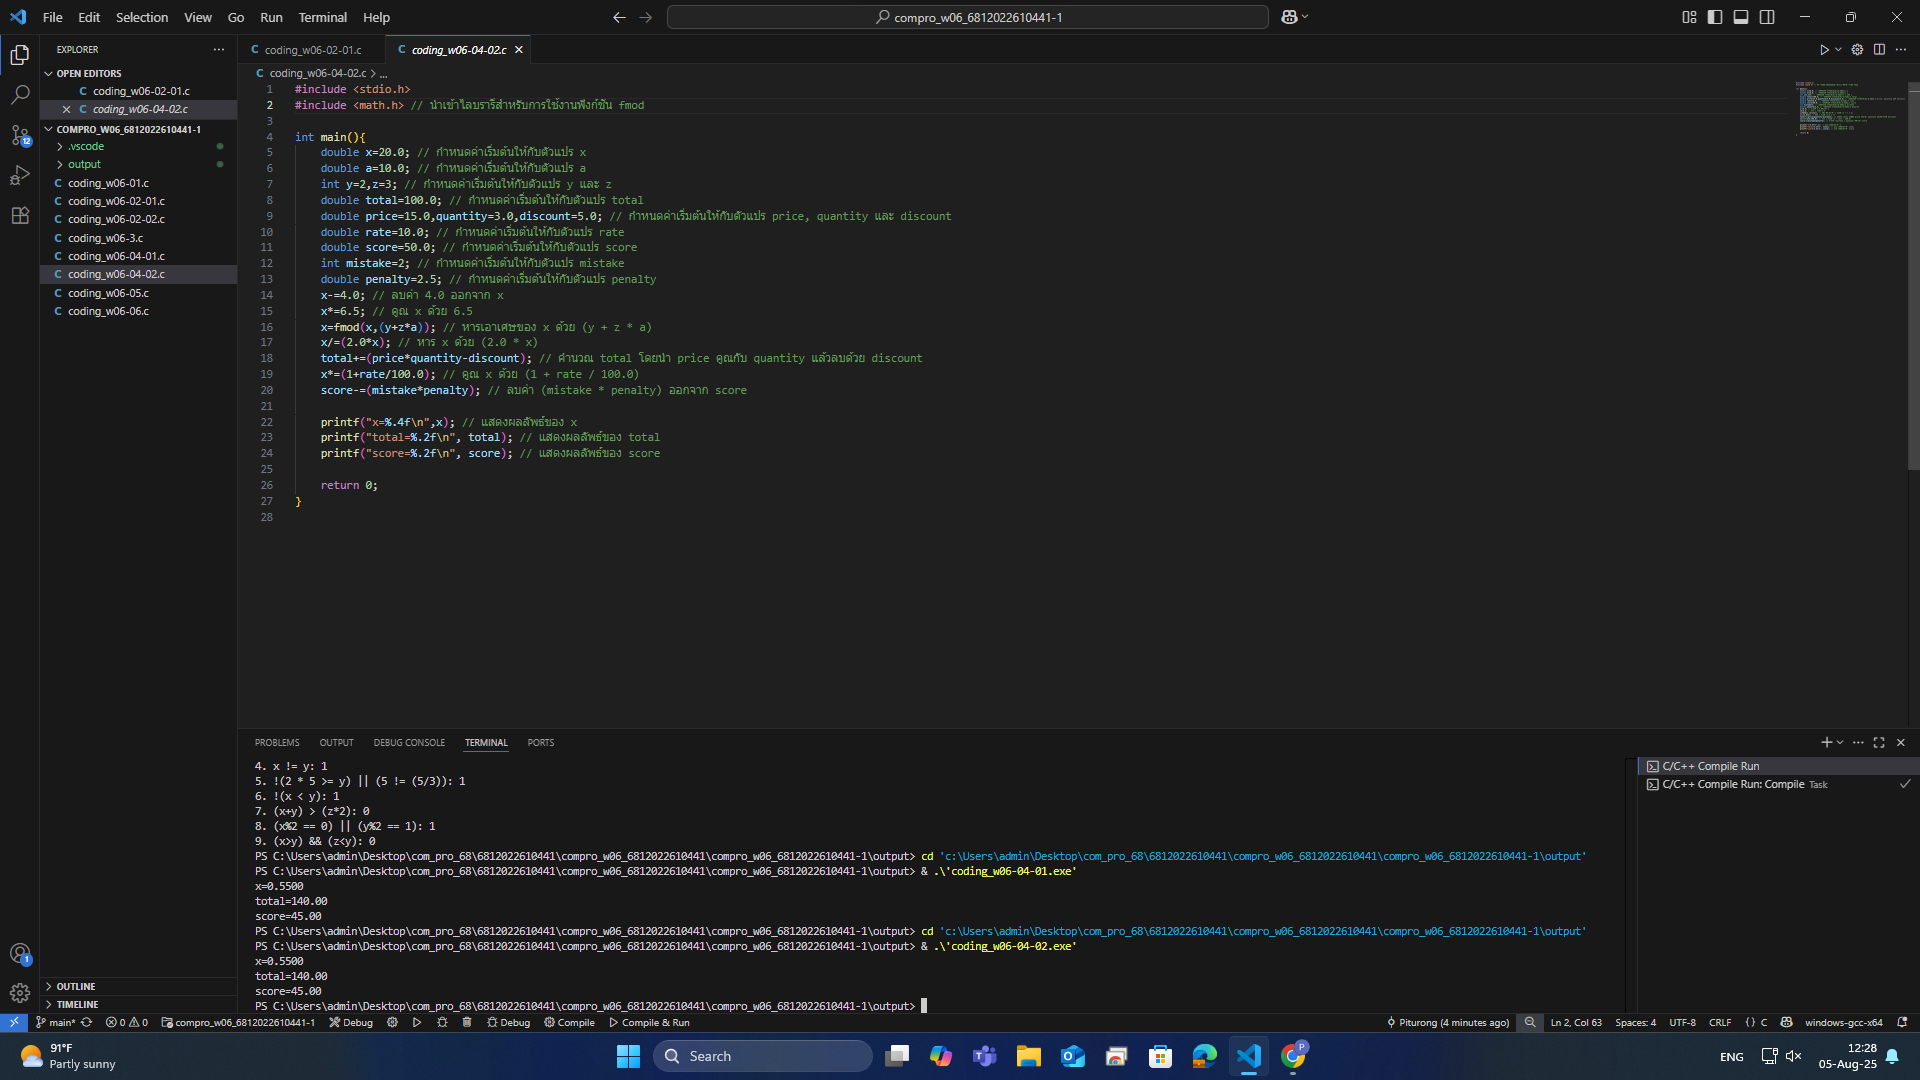 File Edit Selection View Go Run Terminal Help
compro_w06_6812022610441-1
EXPLORER
OPEN EDITORS
C coding_w06-02-01.c
C coding_w06-04-02.c
COMPRO_W06_6812022610441-1
.vscode
output
C coding_w06-01.c
C coding_w06-02-01.c
C coding_w06-02-02.c
C coding_w06-3.c
C coding_w06-04-01.c
C coding_w06-04-02.c
C coding_w06-05.c
C coding_w06-06.c
OUTLINE
TIMELINE
12
1
C coding_w06-02-01.c
C coding_w06-04-02.c
C coding_w06-04-02.c > ...
1 #include <stdio.h>
2 #include <math.h> // นำเข้าไลบรารีสำหรับการใช้งานฟังก์ชัน fmod
3
4 int main(){
5 double x=20.0; // กำหนดค่าเริ่มต้นให้กับตัวแปร x
6 double a=10.0; // กำหนดค่าเริ่มต้นให้กับตัวแปร a
7 int y=2,z=3; // กำหนดค่าเริ่มต้นให้กับตัวแปร y และ z
8 double total=100.0; // กำหนดค่าเริ่มต้นให้กับตัวแปร total
9 double price=15.0,quantity=3.0,discount=5.0; // กำหนดค่าเริ่มต้นให้กับตัวแปร price, quantity และ discount
10 double rate=10.0; // กำหนดค่าเริ่มต้นให้กับตัวแปร rate
11 double score=50.0; // กำหนดค่าเริ่มต้นให้กับตัวแปร score
12 int mistake=2; // กำหนดค่าเริ่มต้นให้กับตัวแปร mistake
13 double penalty=2.5; // กำหนดค่าเริ่มต้นให้กับตัวแปร penalty
14 x-=4.0; // ลบค่า 4.0 ออกจาก x
15 x*=6.5; // คูณ x ด้วย 6.5
16 x=fmod(x,(y+z*a)); // หารเอาเศษของ x ด้วย (y + z * a)
17 x/=(2.0*x); // หาร x ด้วย (2.0 * x)
18 total+=(price*quantity-discount); // คำนวณ total โดยนำ price คูณกับ quantity แล้วลบด้วย discount
19 x*=(1+rate/100.0); // คูณ x ด้วย (1 + rate / 100.0)
20 score-=(mistake*penalty); // ลบค่า (mistake * penalty) ออกจาก score
21
22 printf("x=%.4f\n",x); // แสดงผลลัพธ์ของ x
23 printf("total=%.2f\n", total); // แสดงผลลัพธ์ของ total
24 printf("score=%.2f\n", score); // แสดงผลลัพธ์ของ score
25
26 return 0;
27 }
28
PROBLEMS OUTPUT DEBUG CONSOLE TERMINAL PORTS
4. x != y: 1
5. !(2 * 5 >= y) || (5 != (5/3)): 1
6. !(x < y): 1
7. (x+y) > (z*2): 0
8. (x%2 == 0) || (y%2 == 1): 1
9. (x>y) && (z<y): 0
PS C:\Users\admin\Desktop\com_pro_68\6812022610441\compro_w06_6812022610441\compro_w06_6812022610441-1\output> cd 'c:\Users\admin\Desktop\com_pro_68\6812022610441\compro_w06_6812022610441\compro_w06_6812022610441-1\output'
PS C:\Users\admin\Desktop\com_pro_68\6812022610441\compro_w06_6812022610441\compro_w06_6812022610441-1\output> & .\'coding_w06-04-01.exe'
x=0.5500
total=140.00
score=45.00
PS C:\Users\admin\Desktop\com_pro_68\6812022610441\compro_w06_6812022610441\compro_w06_6812022610441-1\output> cd 'c:\Users\admin\Desktop\com_pro_68\6812022610441\compro_w06_6812022610441\compro_w06_6812022610441-1\output'
PS C:\Users\admin\Desktop\com_pro_68\6812022610441\compro_w06_6812022610441\compro_w06_6812022610441-1\output> & .\'coding_w06-04-02.exe'
x=0.5500
total=140.00
score=45.00
PS C:\Users\admin\Desktop\com_pro_68\6812022610441\compro_w06_6812022610441\compro_w06_6812022610441-1\output>
C/C++ Compile Run
C/C++ Compile Run: Compile Task
main* 0 0 compro_w06_6812022610441-1 Debug Debug Compile Compile & Run Piturong (4 minutes ago) Ln 2, Col 63 Spaces: 4 UTF-8 CRLF {} C windows-gcc-x64
91°F
Partly sunny
Search
P
ENG
12:28
05-Aug-25